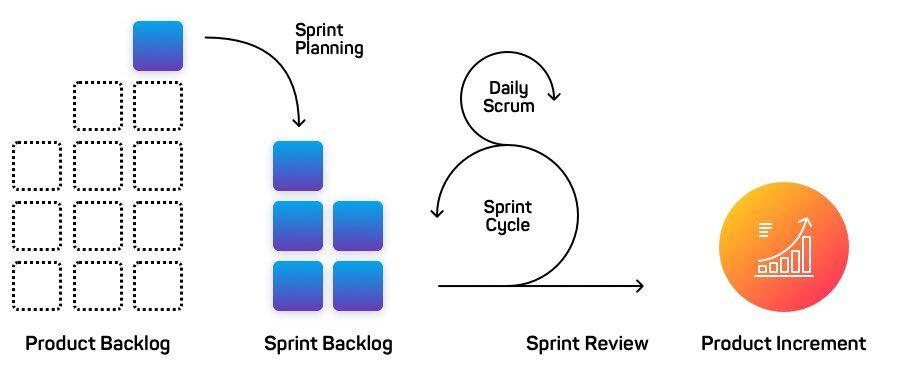 Sprint
Planning
Daily
Scrum
Sprint
Cycle
Product Backlog
Sprint Backlog
Sprint Review
Product Increment